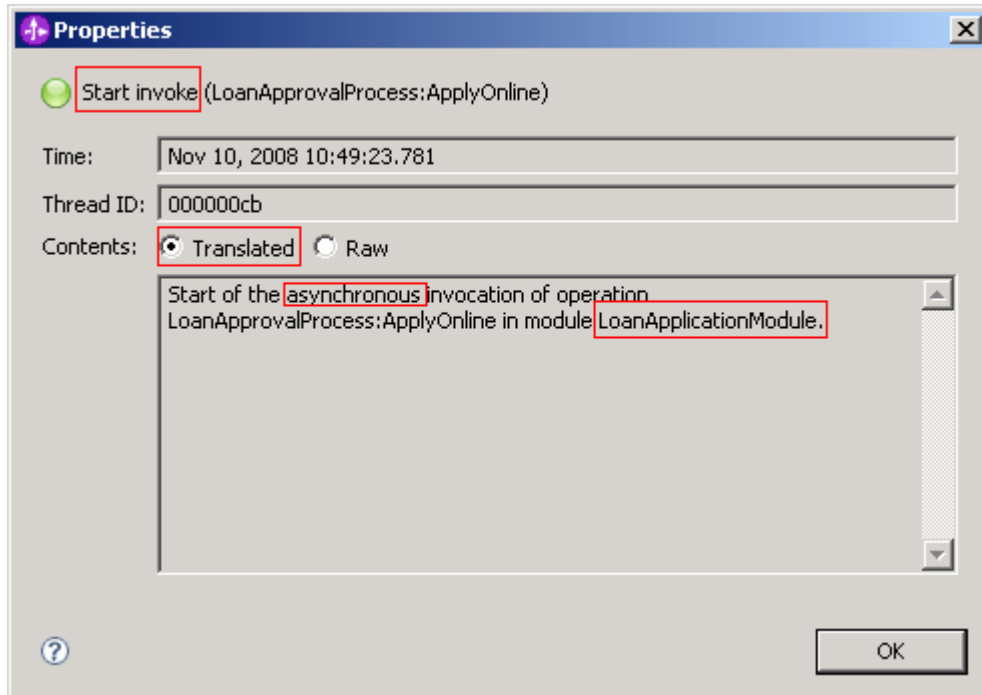 Properties
Start invoke (LoanApprovalProcess:ApplyOnline)
Time: Nov 10, 2008 10:49:23.781
Thread ID: 000000cb
Contents: Translated Raw
Start of the asynchronous invocation of operation
LoanApprovalProcess:ApplyOnline in module LoanApplicationModule.
? OK